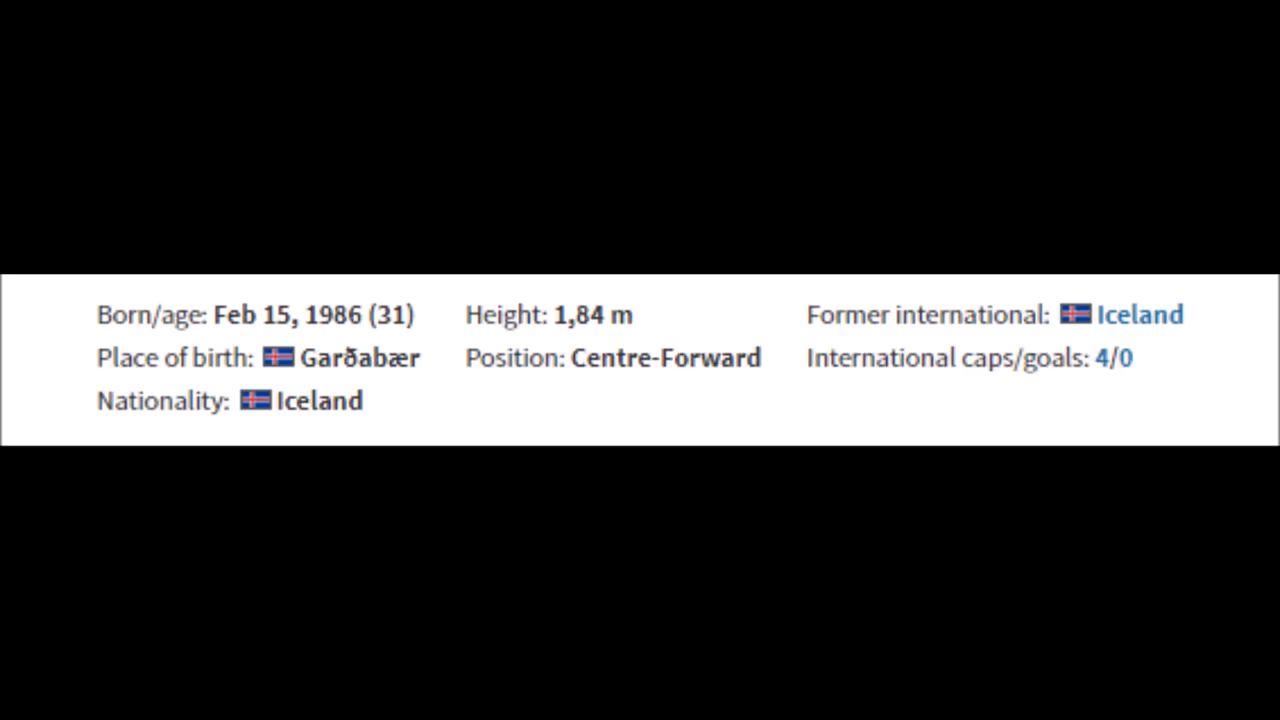 Born/age: Feb 15, 1986 (31)
Place of birth: Garðabær
Nationality: Iceland
Height: 1,84 m
Position: Centre-Forward
Former international: Iceland
International caps/goals: 4/0